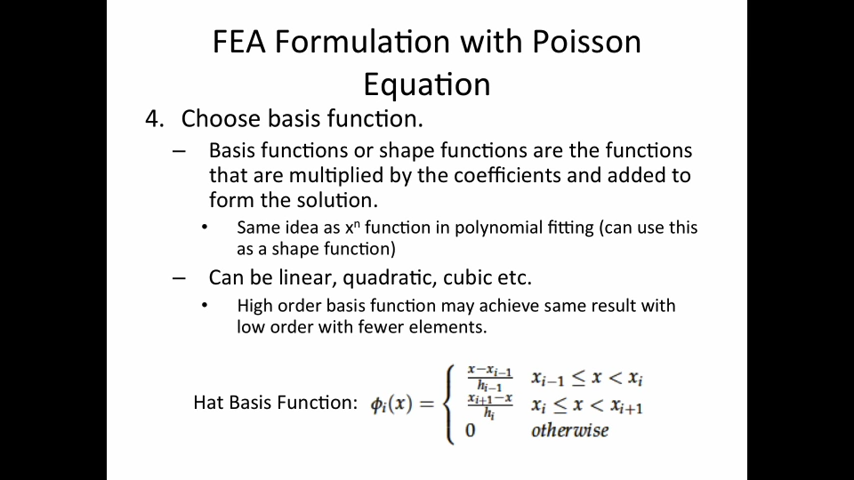 FEA Formulation with Poisson
Equation
4. Choose basis function.
– Basis functions or shape functions are the functions
that are multiplied by the coefficients and added to
form the solution.
• Same idea as xⁿ function in polynomial fitting (can use this
as a shape function)
– Can be linear, quadratic, cubic etc.
• High order basis function may achieve same result with
low order with fewer elements.
Hat Basis Function: ϕᵢ(x) = { (x−xᵢ₋₁)/hᵢ₋₁ xᵢ₋₁ ≤ x < xᵢ
(xᵢ₊₁−x)/hᵢ xᵢ ≤ x < xᵢ₊₁
0 otherwise